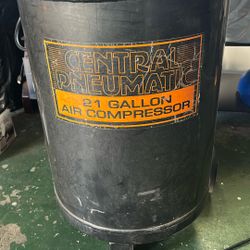 CENTRAL
PNEUMATIC
21 GALLON
AIR COMPRESSOR